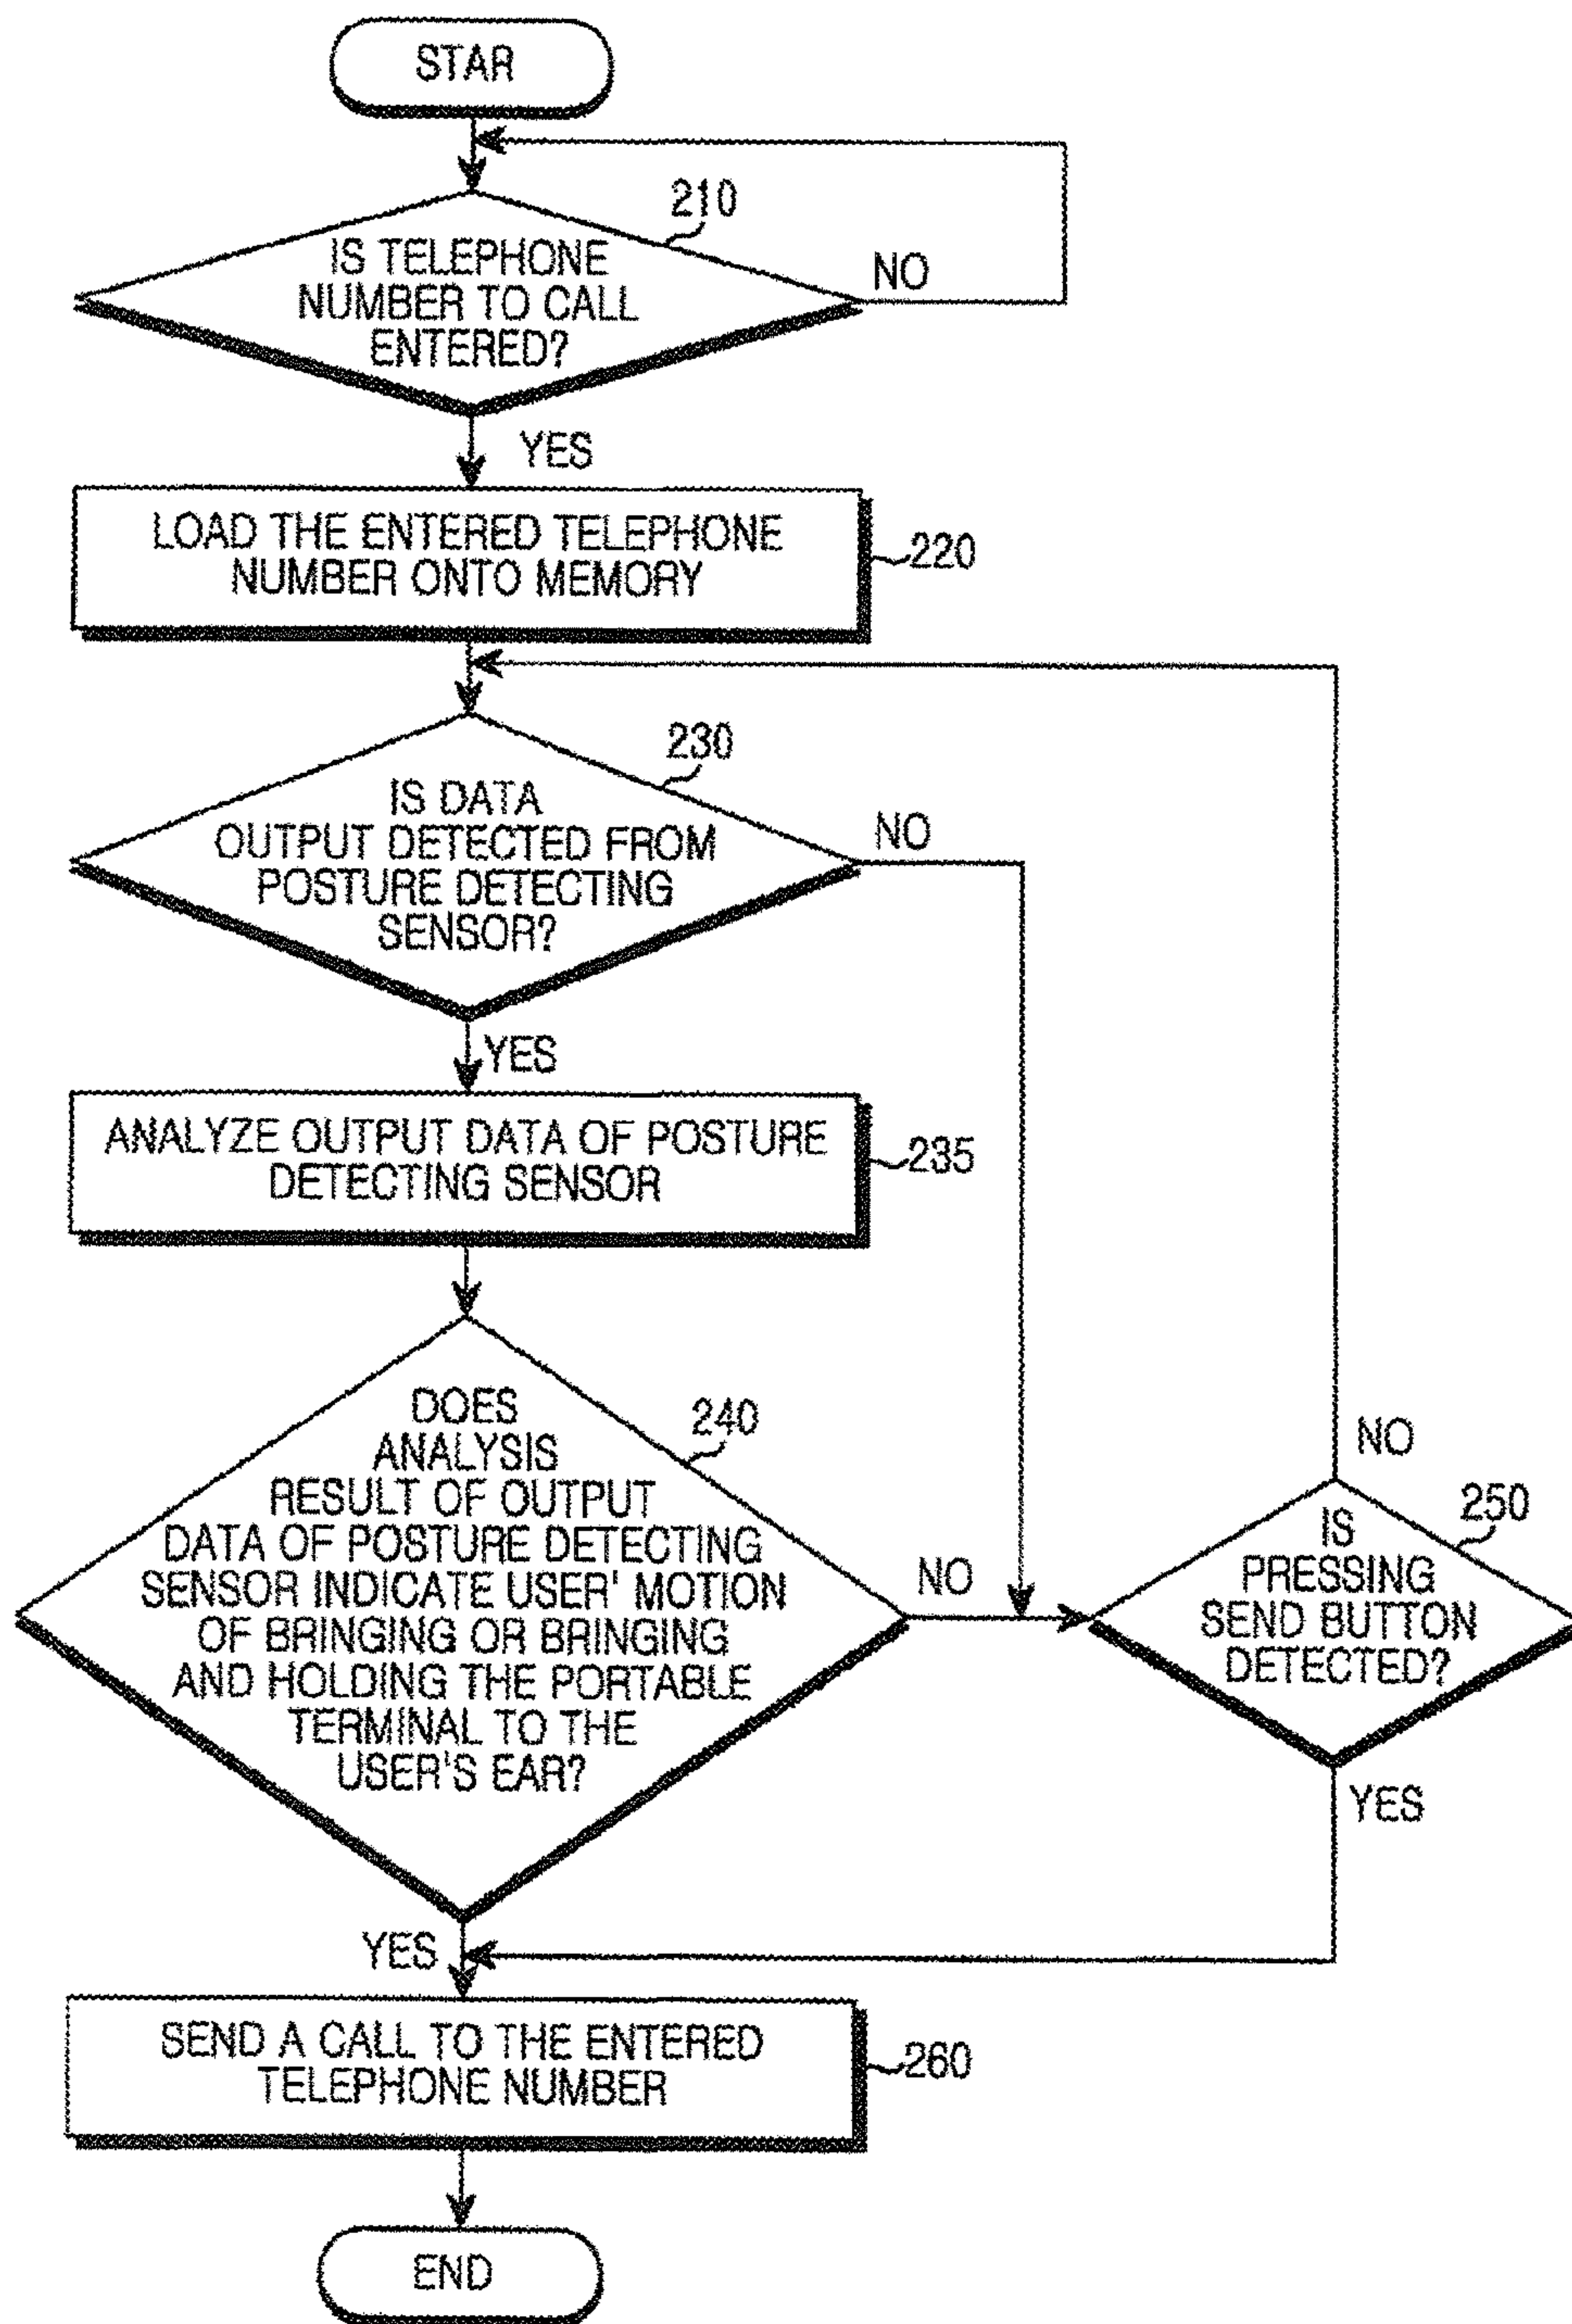 STAR
210
IS TELEPHONE
NUMBER TO CALL
ENTERED?
NO
YES
LOAD THE ENTERED TELEPHONE
NUMBER ONTO MEMORY
220
230
IS DATA
OUTPUT DETECTED FROM
POSTURE DETECTING
SENSOR?
NO
YES
ANALYZE OUTPUT DATA OF POSTURE
DETECTING SENSOR
235
240
DOES
ANALYSIS
RESULT OF OUTPUT
DATA OF POSTURE DETECTING
SENSOR INDICATE USER' MOTION
OF BRINGING OR BRINGING
AND HOLDING THE PORTABLE
TERMINAL TO THE
USER'S EAR?
NO
YES
NO
250
IS
PRESSING
SEND BUTTON
DETECTED?
YES
SEND A CALL TO THE ENTERED
TELEPHONE NUMBER
260
END